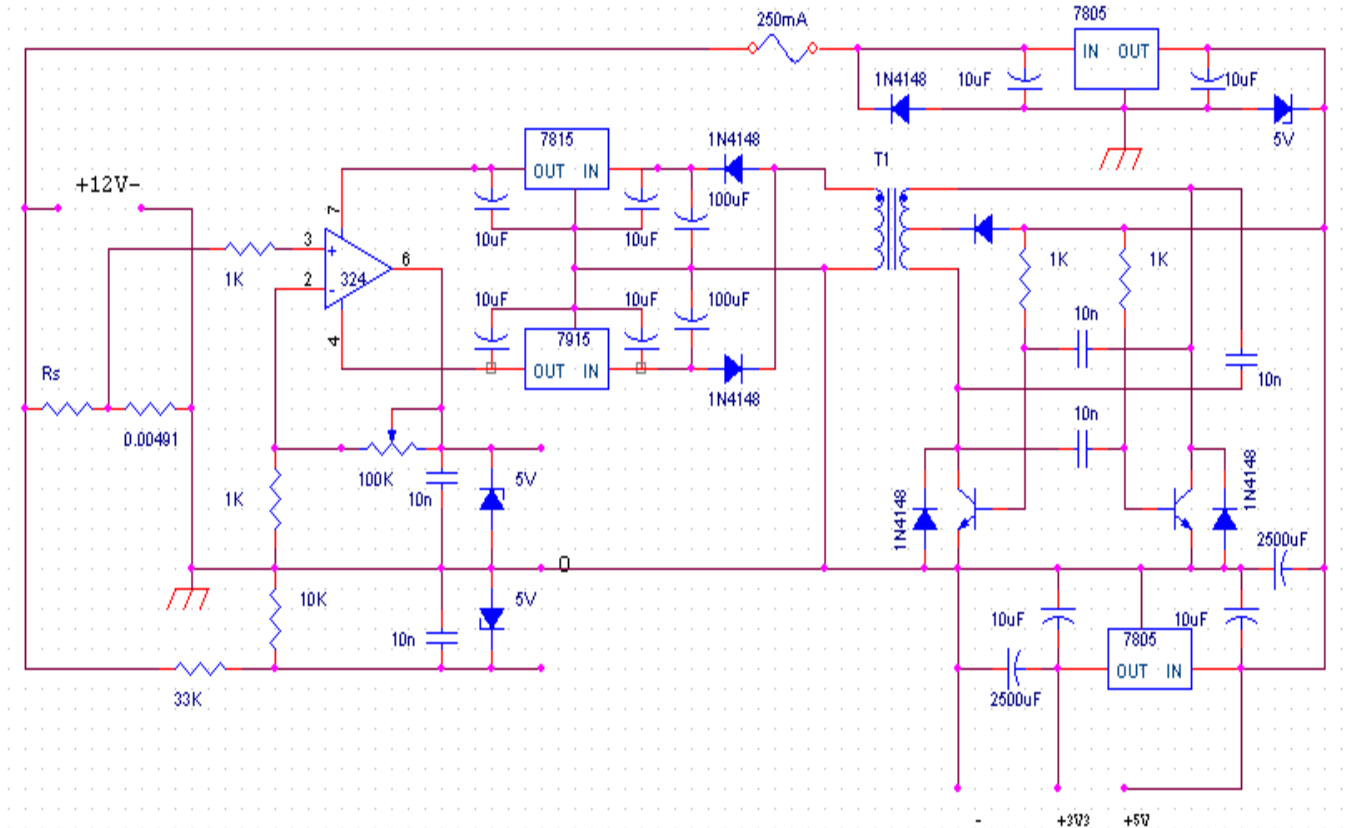 250mA
7805
IN OUT
1N4148
10uF
10uF
5V
7815
OUT IN
1N4148
T1
+12V-
7
100uF
10uF
10uF
3
+
6
1K
324
2
-
1K
1K
10uF
10uF
100uF
10n
4
7915
OUT IN
10n
Rs
1N4148
10n
0.00491
100K
10n
5V
1K
1N4148
1N4148
2500uF
0
10K
5V
10n
10uF
10uF
7805
OUT IN
33K
2500uF
-
+3V3
+5V